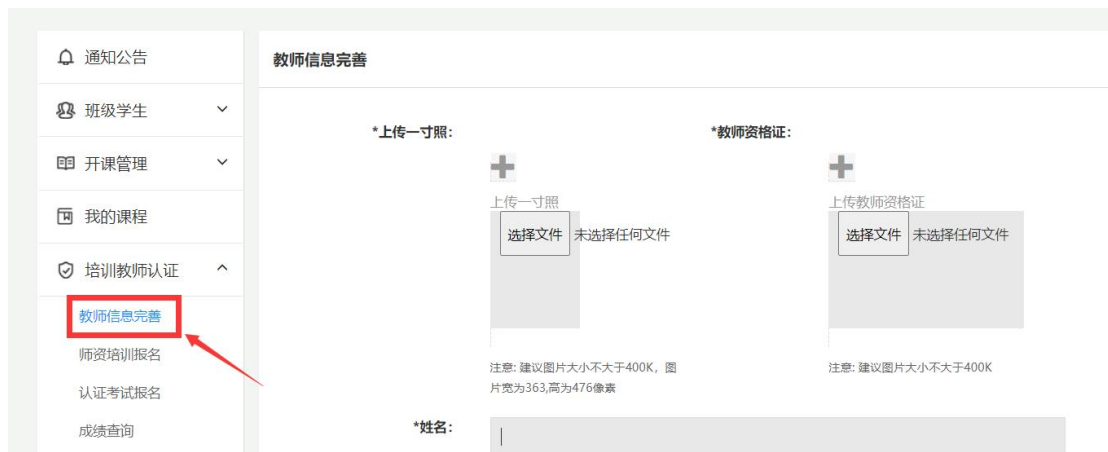 通知公告
班级学生
开课管理
我的课程
培训教师认证
教师信息完善
师资培训报名
认证考试报名
成绩查询
教师信息完善
*上传一寸照:
上传一寸照
选择文件 未选择任何文件
注意: 建议图片大小不大于400K，图
片宽为363,高为476像素
*教师资格证:
上传教师资格证
选择文件 未选择任何文件
注意: 建议图片大小不大于400K
*姓名: